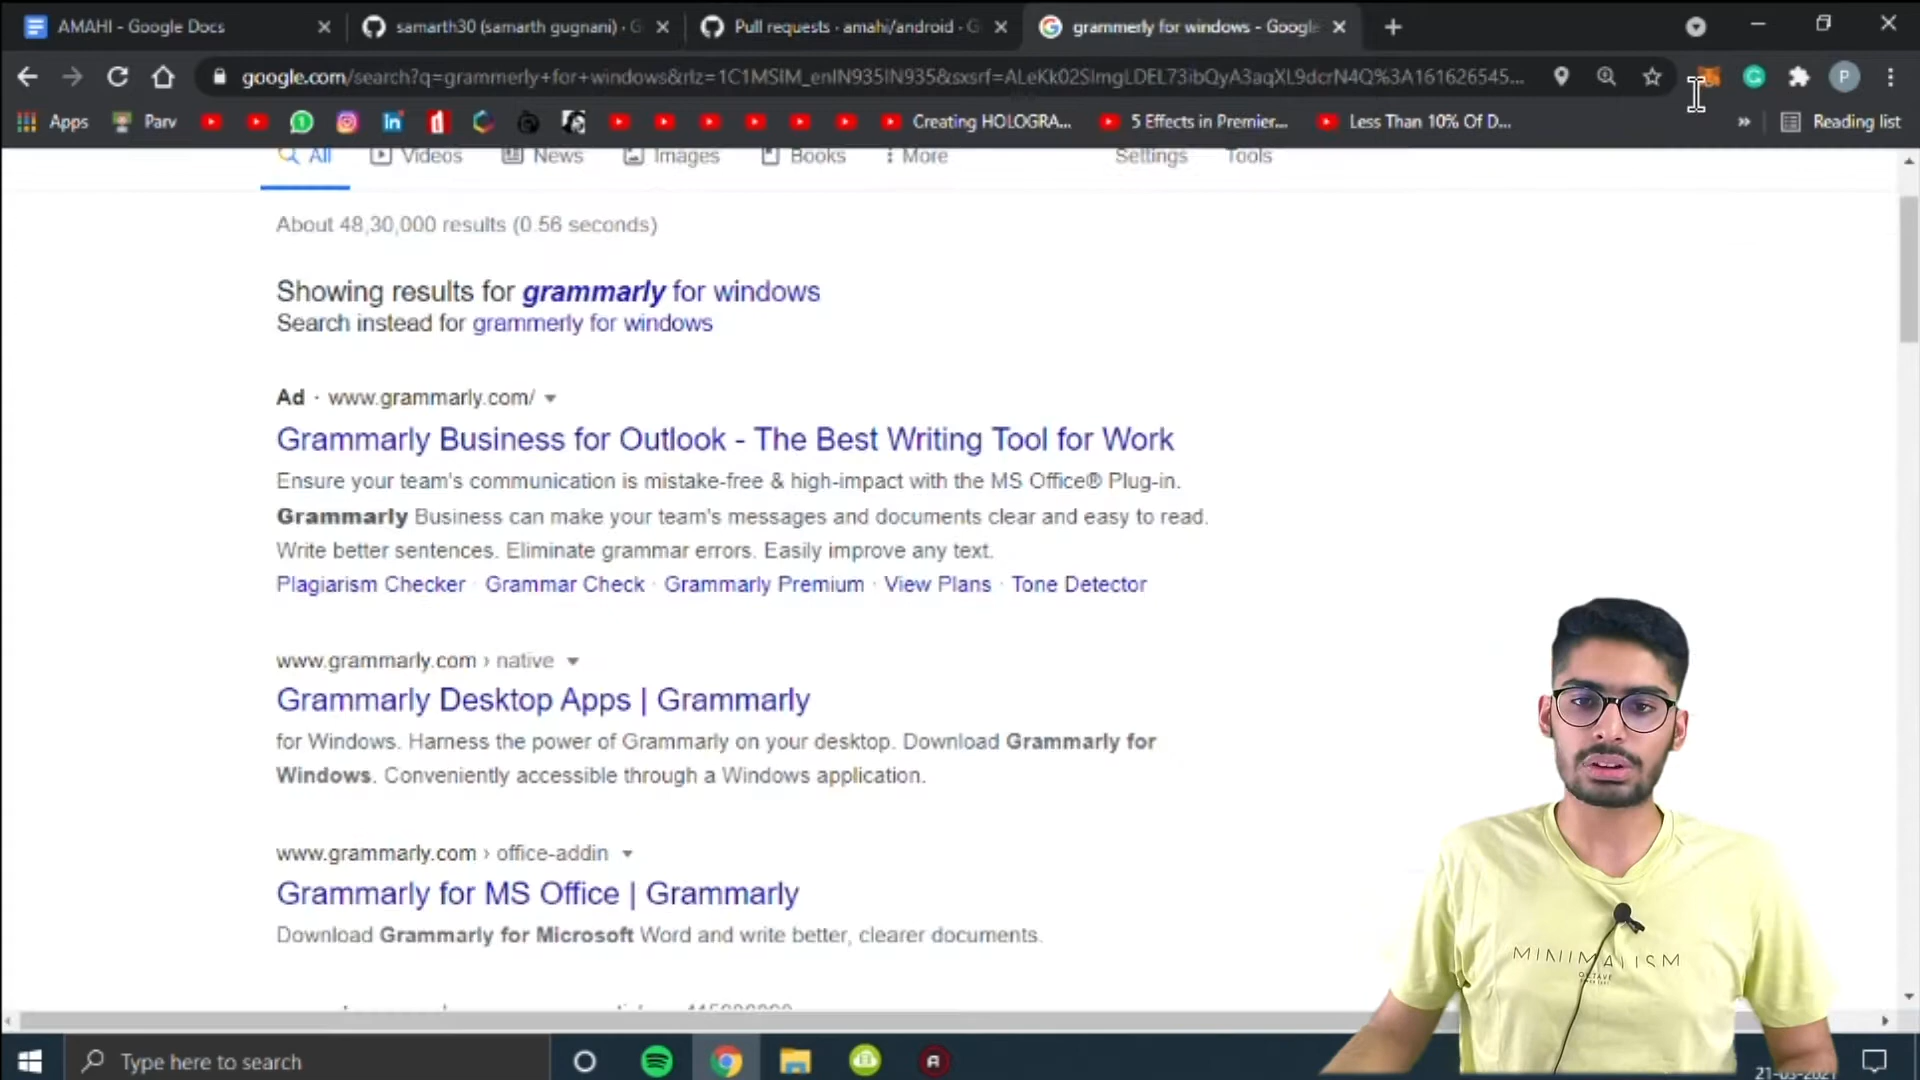 AMAHI - Google Docs
samarth30 (samarth gugnani) · G
Pull requests · amahi/android · G
grammerly for windows - Google
google.com/search?q=grammerly+for+windows&rlz=1C1MSIM_enIN935IN935&sxsrf=ALeKk02SlmgLDEL73ibQyA3aqXL9dcrN4Q%3A161626545...
P
Apps
Parv
in
Creating HOLOGRA...
5 Effects in Premier...
Less Than 10% Of D...
»
Reading list
All
Videos
News
Images
Books
More
Settings
Tools
About 48,30,000 results (0.56 seconds)
Showing results for grammarly for windows
Search instead for grammerly for windows
Ad · www.grammarly.com/
Grammarly Business for Outlook - The Best Writing Tool for Work
Ensure your team's communication is mistake-free & high-impact with the MS Office® Plug-in.
Grammarly Business can make your team's messages and documents clear and easy to read.
Write better sentences. Eliminate grammar errors. Easily improve any text.
Plagiarism Checker · Grammar Check · Grammarly Premium · View Plans · Tone Detector
www.grammarly.com › native
Grammarly Desktop Apps | Grammarly
for Windows. Harness the power of Grammarly on your desktop. Download Grammarly for
Windows. Conveniently accessible through a Windows application.
www.grammarly.com › office-addin
Grammarly for MS Office | Grammarly
Download Grammarly for Microsoft Word and write better, clearer documents.
MINIMALISM
OCTAVE
Type here to search
21-03-2021